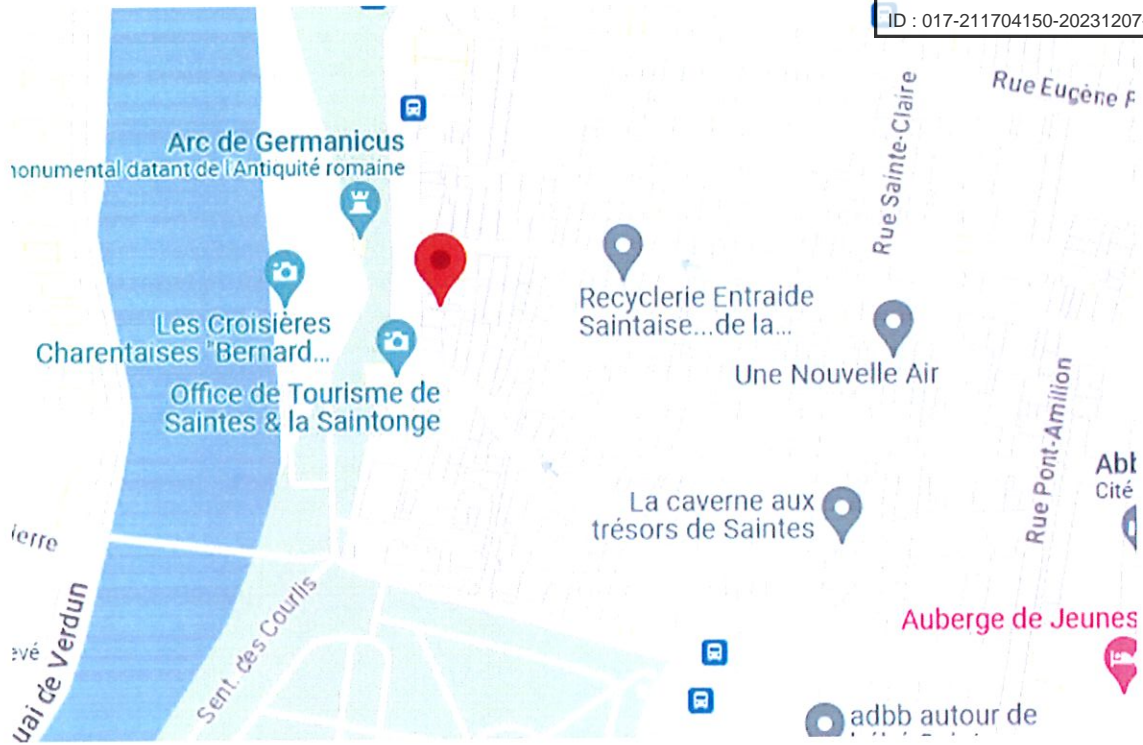 ID : 017-211704150-20231207
Rue Eugène F
Rue Sainte-Claire
Arc de Germanicus
monumental datant de l'Antiquité romaine
Recyclerie Entraide
Saintaise...de la...
Les Croisières
Charentaises "Bernard...
Une Nouvelle Air
Office de Tourisme de
Saintes & la Saintonge
Rue Pont-Amilion
Abb
Cité
La caverne aux
trésors de Saintes
ierre
uai de Verdun
evé
Sent. des Courlis
Auberge de Jeunes
adbb autour de